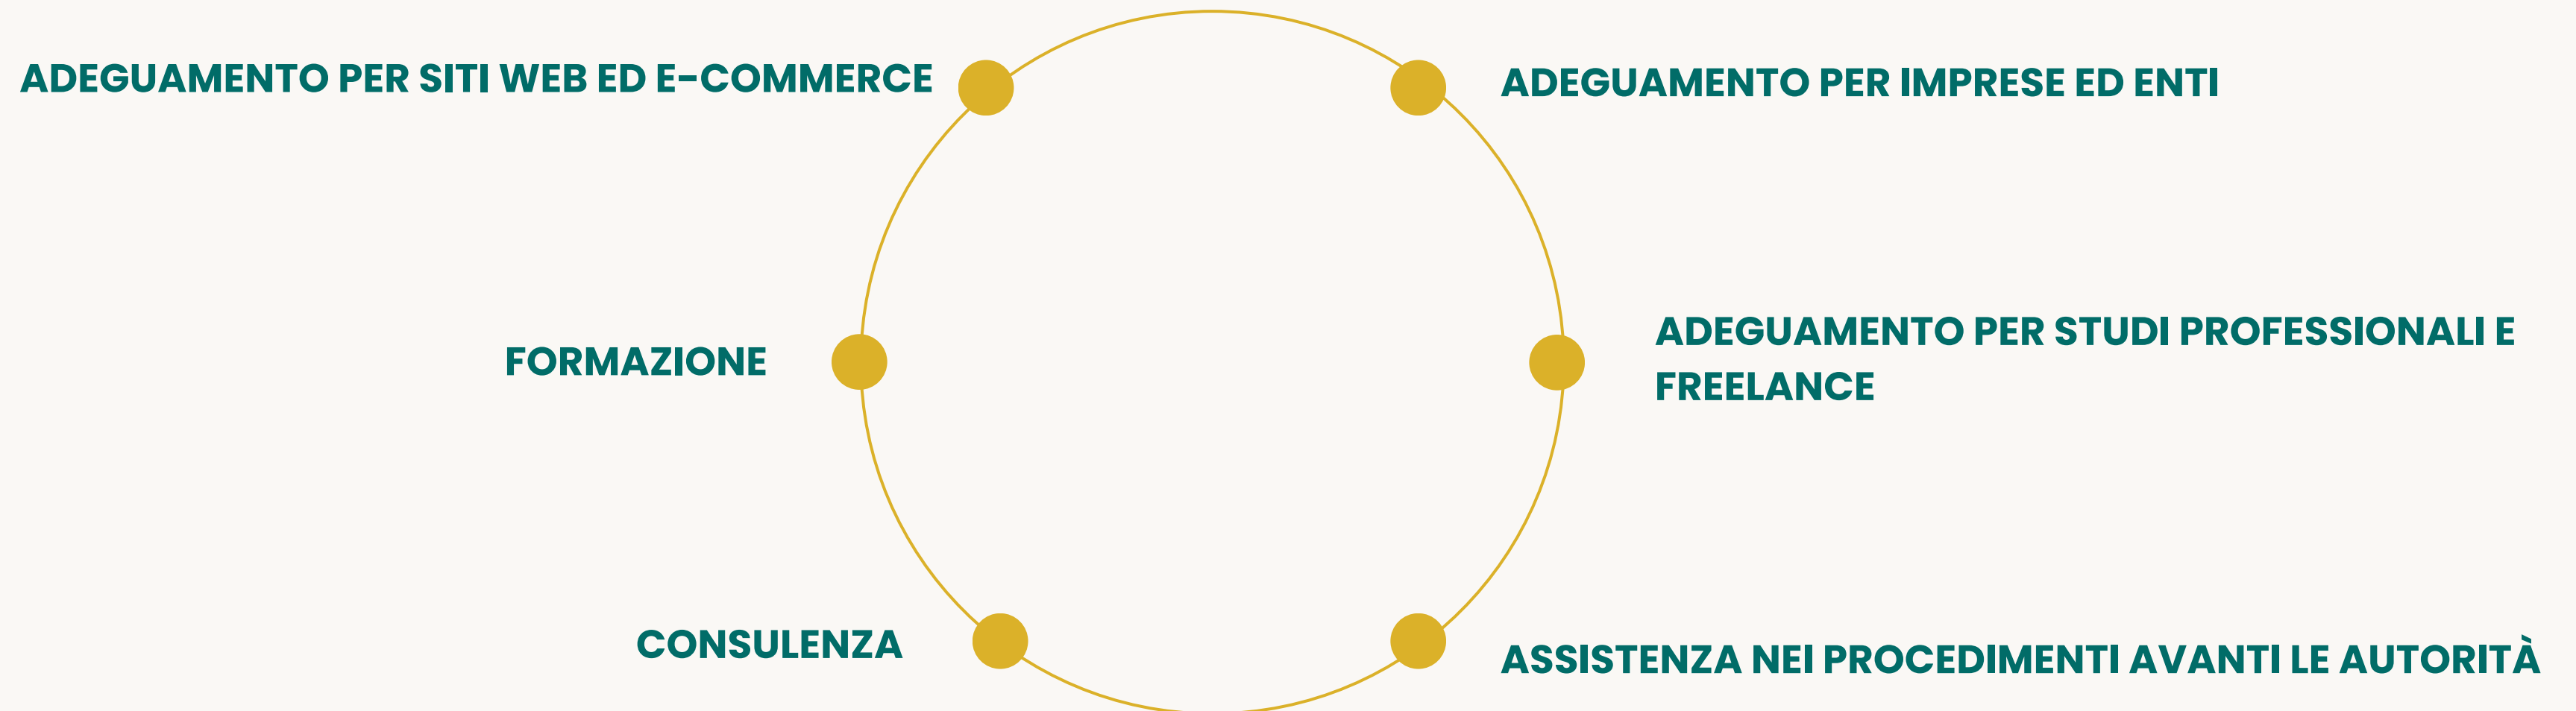 ADEGUAMENTO PER SITI WEB ED E-COMMERCE
ADEGUAMENTO PER IMPRESE ED ENTI
FORMAZIONE
ADEGUAMENTO PER STUDI PROFESSIONALI E
FREELANCE
CONSULENZA
ASSISTENZA NEI PROCEDIMENTI AVANTI LE AUTORITÀ